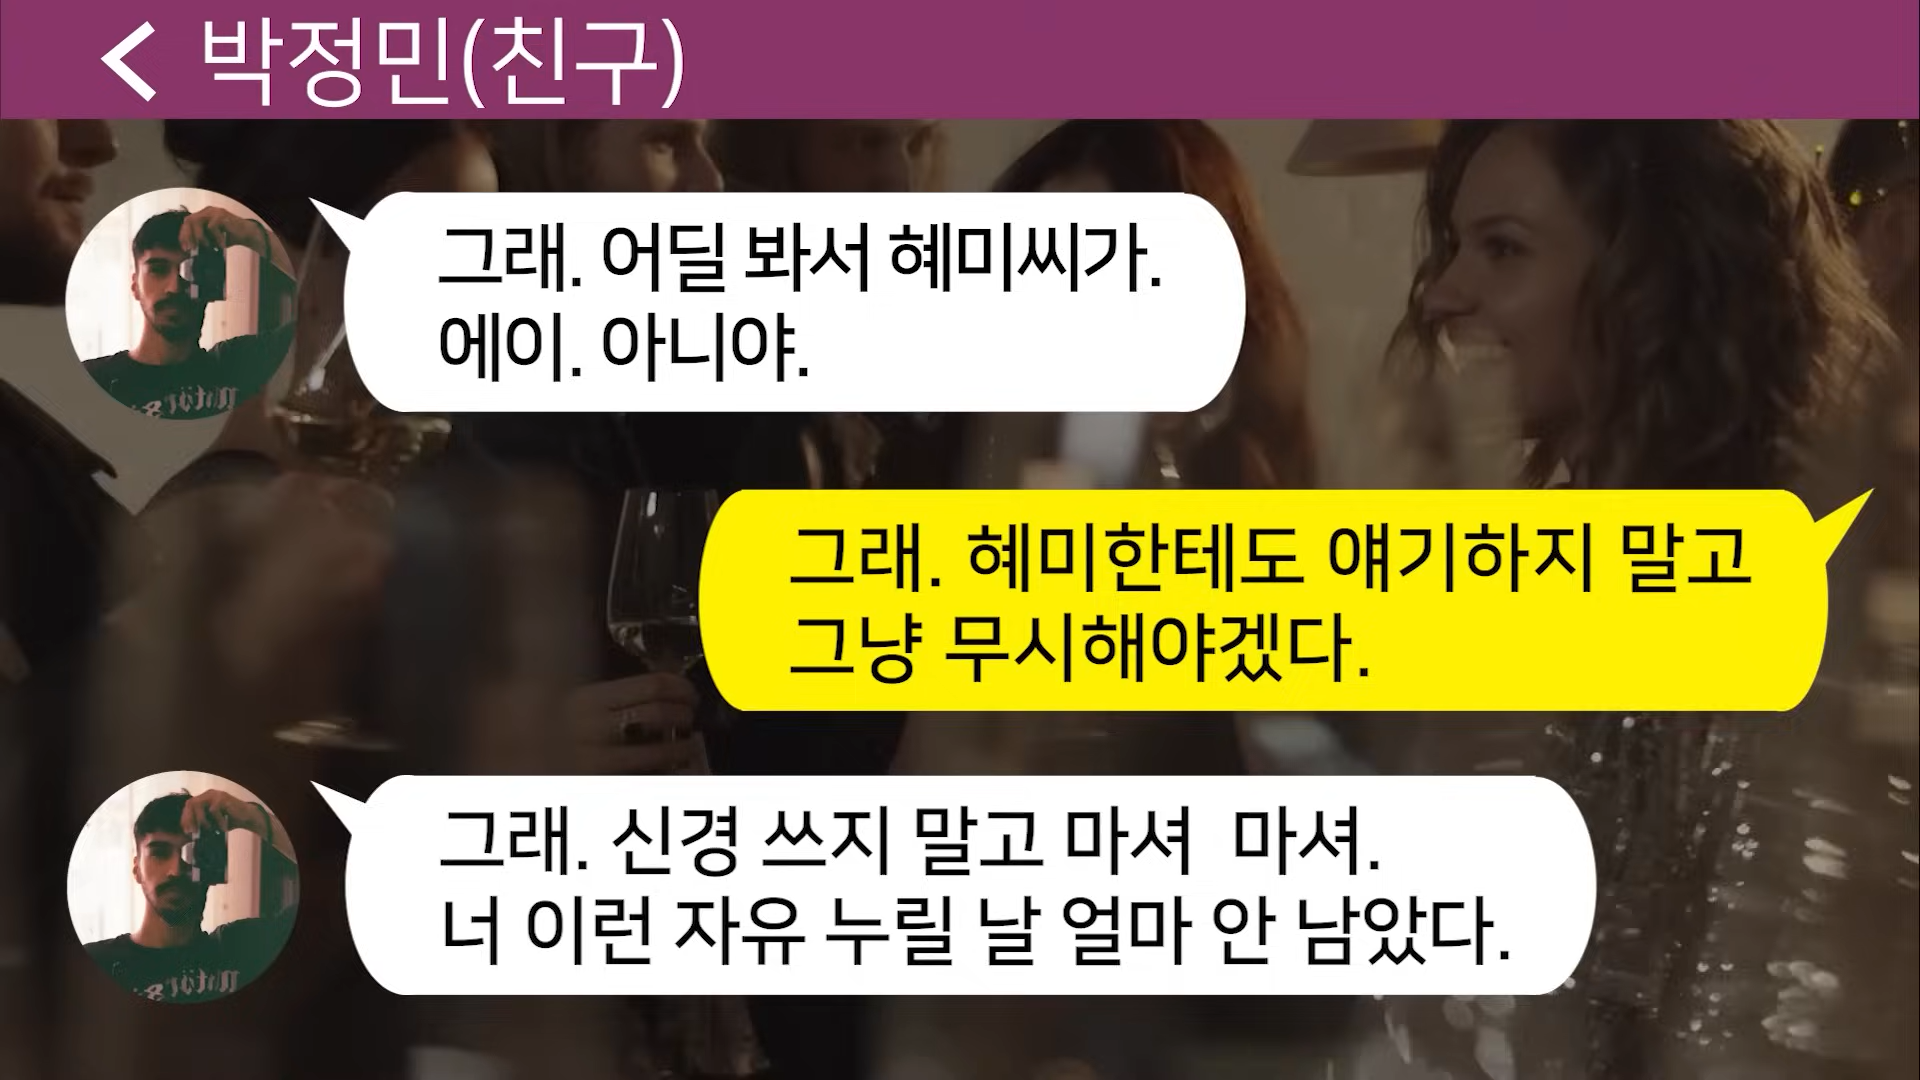 박정민(친구)
그래. 어딜 봐서 혜미씨가.
에이. 아니야.
그래. 혜미한테도 얘기하지 말고
그냥 무시해야겠다.
그래. 신경 쓰지 말고 마셔 마셔.
너 이런 자유 누릴 날 얼마 안 남았다.